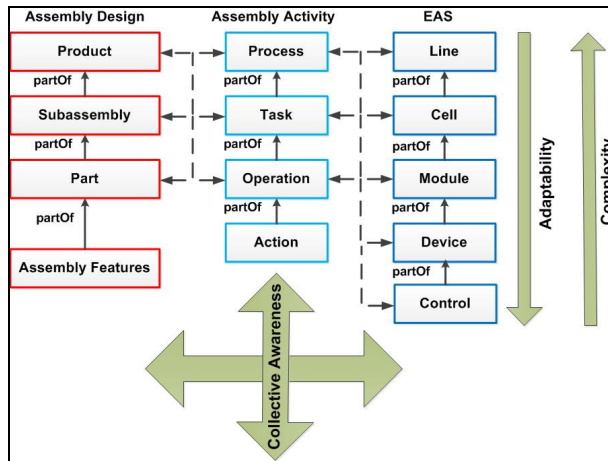 Assembly Design Assembly Activity EAS
Product Process Line
partOf partOf partOf
Subassembly Task Cell
partOf partOf partOf
Part Operation Module
partOf partOf partOf
Action Device
Assembly Features
partOf
Control
Adaptability
Complexity
Collective Awareness